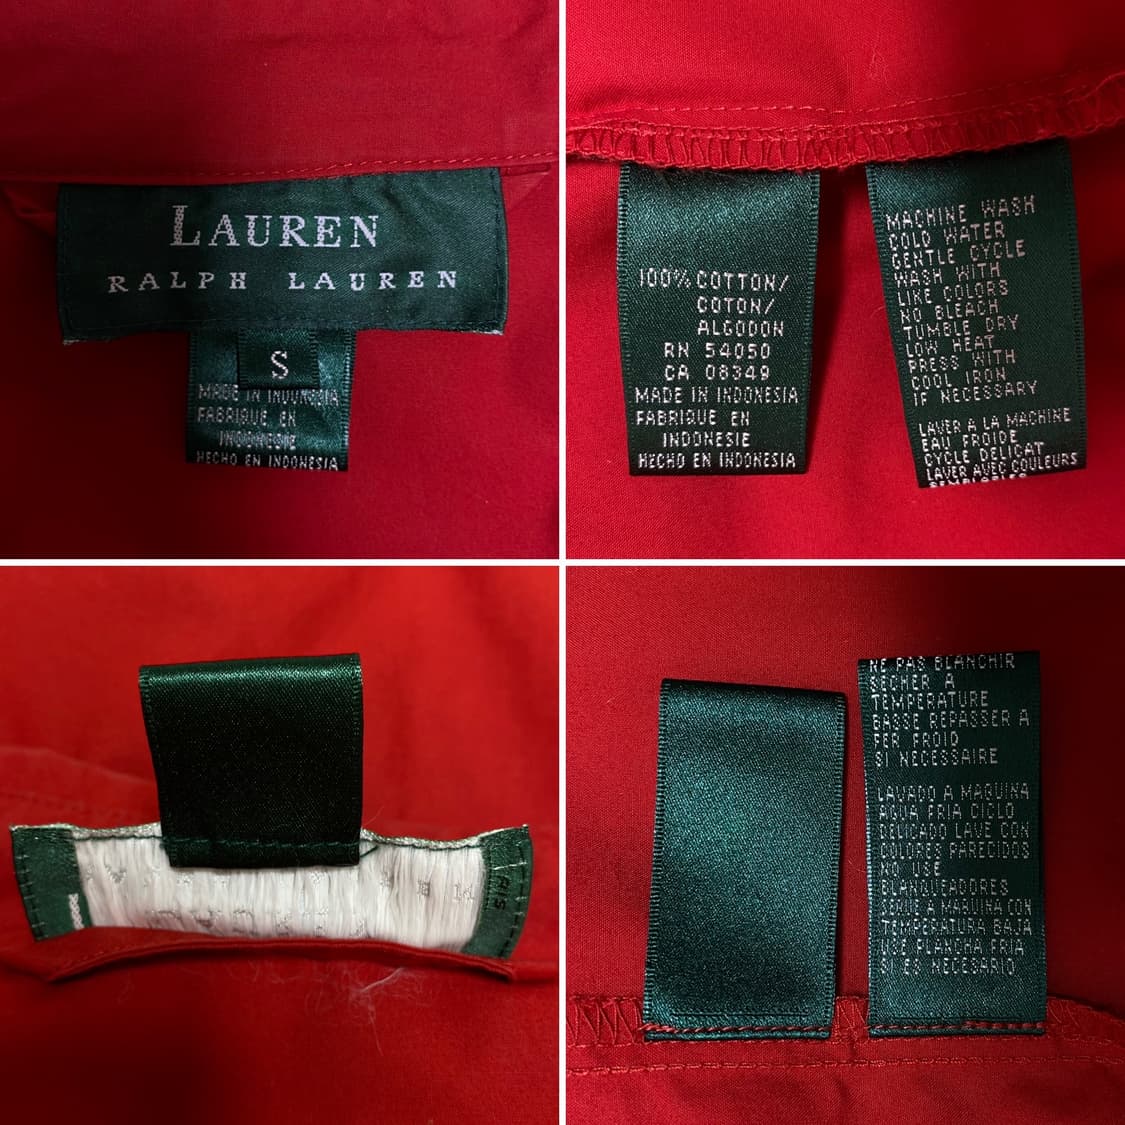 LAUREN
RALPH LAUREN
S
MADE IN INDONESIA
FABRIQUE EN
INDONESIE
HECHO EN INDONESIA
100% COTTON/
COTON/
ALGODON
RN 54050
CA 08349
MADE IN INDONESIA
FABRIQUE EN
INDONESIE
HECHO EN INDONESIA
MACHINE WASH
COLD WATER
GENTLE CYCLE
WASH WITH
LIKE COLORS
NO BLEACH
TUMBLE DRY
LOW HEAT
PRESS WITH
COOL IRON
IF NECESSARY
LAVER A LA MACHINE
EAU FROIDE
CYCLE DELICAT
LAVER AVEC COULEURS
SEMBLABLES
NE PAS BLANCHIR
SECHER A
TEMPERATURE
BASSE REPASSER A
FER FROID
SI NECESSAIRE
LAVADO A MAQUINA
AGUA FRIA CICLO
DELICADO LAVE CON
COLORES PARECIDOS
NO USE
BLANQUEADORES
SEQUE A MAQUINA CON
TEMPERATURA BAJA
USE PLANCHA FRIA
SI ES NECESARIO